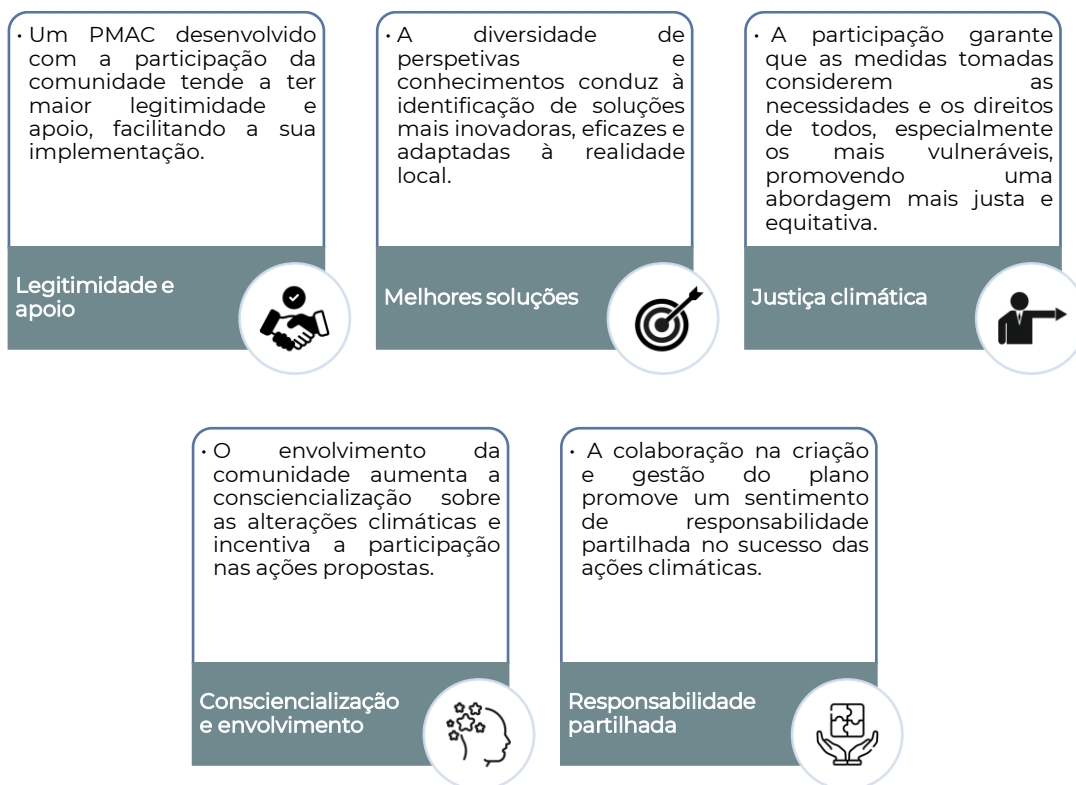 · Um PMAC desenvolvido
com a participação da
comunidade tende a ter
maior legitimidade e
apoio, facilitando a sua
implementação.
Legitimidade e
apoio
· A diversidade de
perspetivas e
conhecimentos conduz à
identificação de soluções
mais inovadoras, eficazes e
adaptadas à realidade
local.
Melhores soluções
· A participação garante
que as medidas tomadas
considerem as
necessidades e os direitos
de todos, especialmente
os mais vulneráveis,
promovendo uma
abordagem mais justa e
equitativa.
Justiça climática
· O envolvimento da
comunidade aumenta a
consciencialização sobre
as alterações climáticas e
incentiva a participação
nas ações propostas.
Consciencialização
e envolvimento
· A colaboração na criação
e gestão do plano
promove um sentimento
de responsabilidade
partilhada no sucesso das
ações climáticas.
Responsabilidade
partilhada